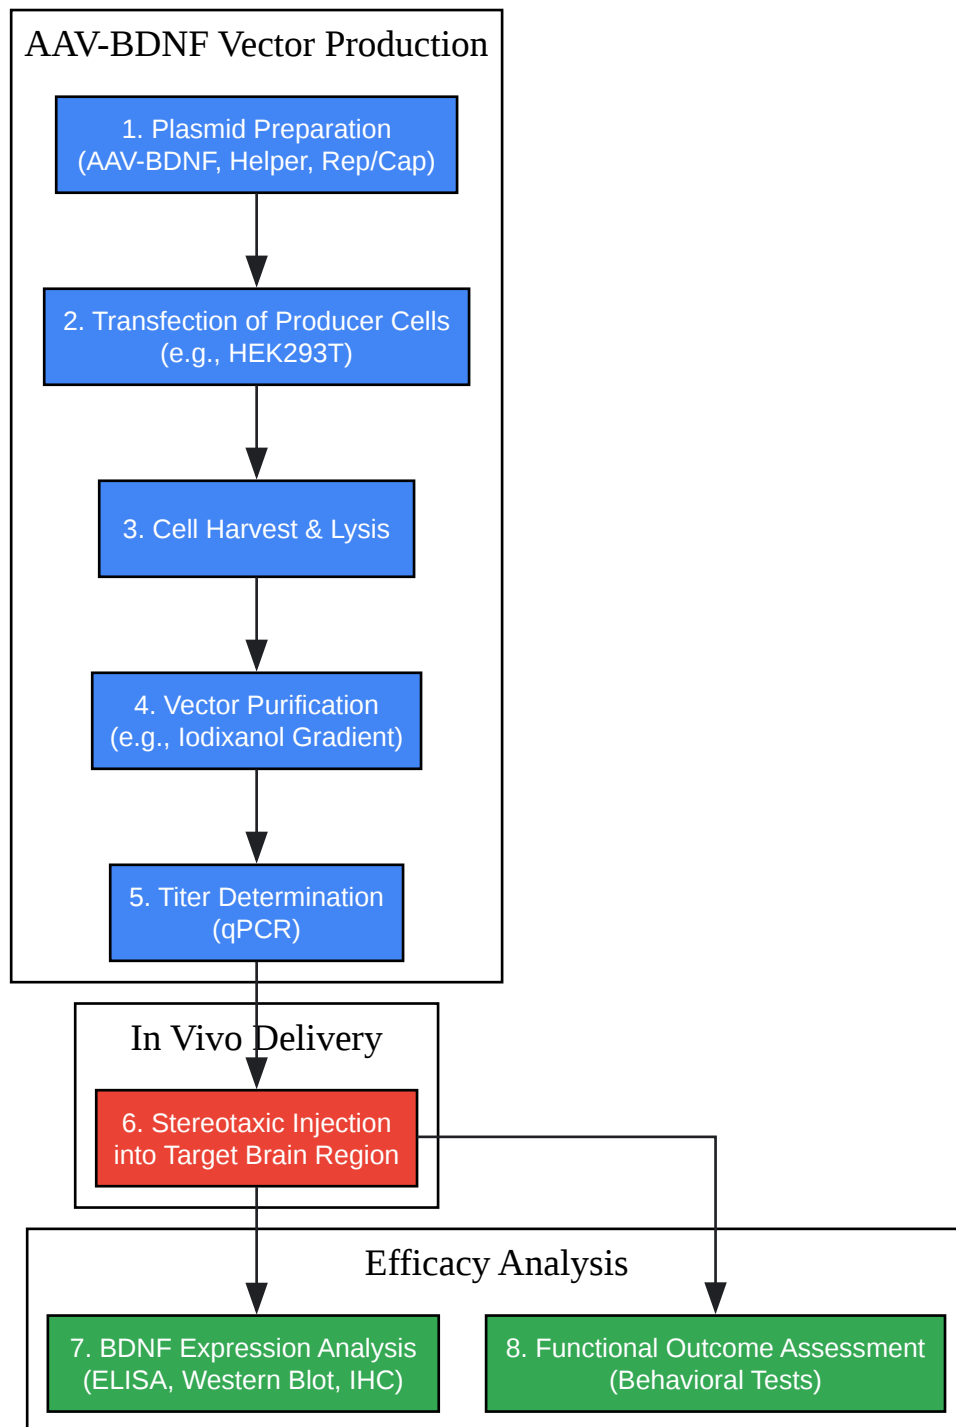 AAV-BDNF Vector Production
1. Plasmid Preparation
(AAV-BDNF, Helper, Rep/Cap)
2. Transfection of Producer Cells
(e.g., HEK293T)
3. Cell Harvest & Lysis
4. Vector Purification
(e.g., Iodixanol Gradient)
5. Titer Determination
(qPCR)
In Vivo Delivery
6. Stereotaxic Injection
into Target Brain Region
Efficacy Analysis
7. BDNF Expression Analysis
(ELISA, Western Blot, IHC)
8. Functional Outcome Assessment
(Behavioral Tests)